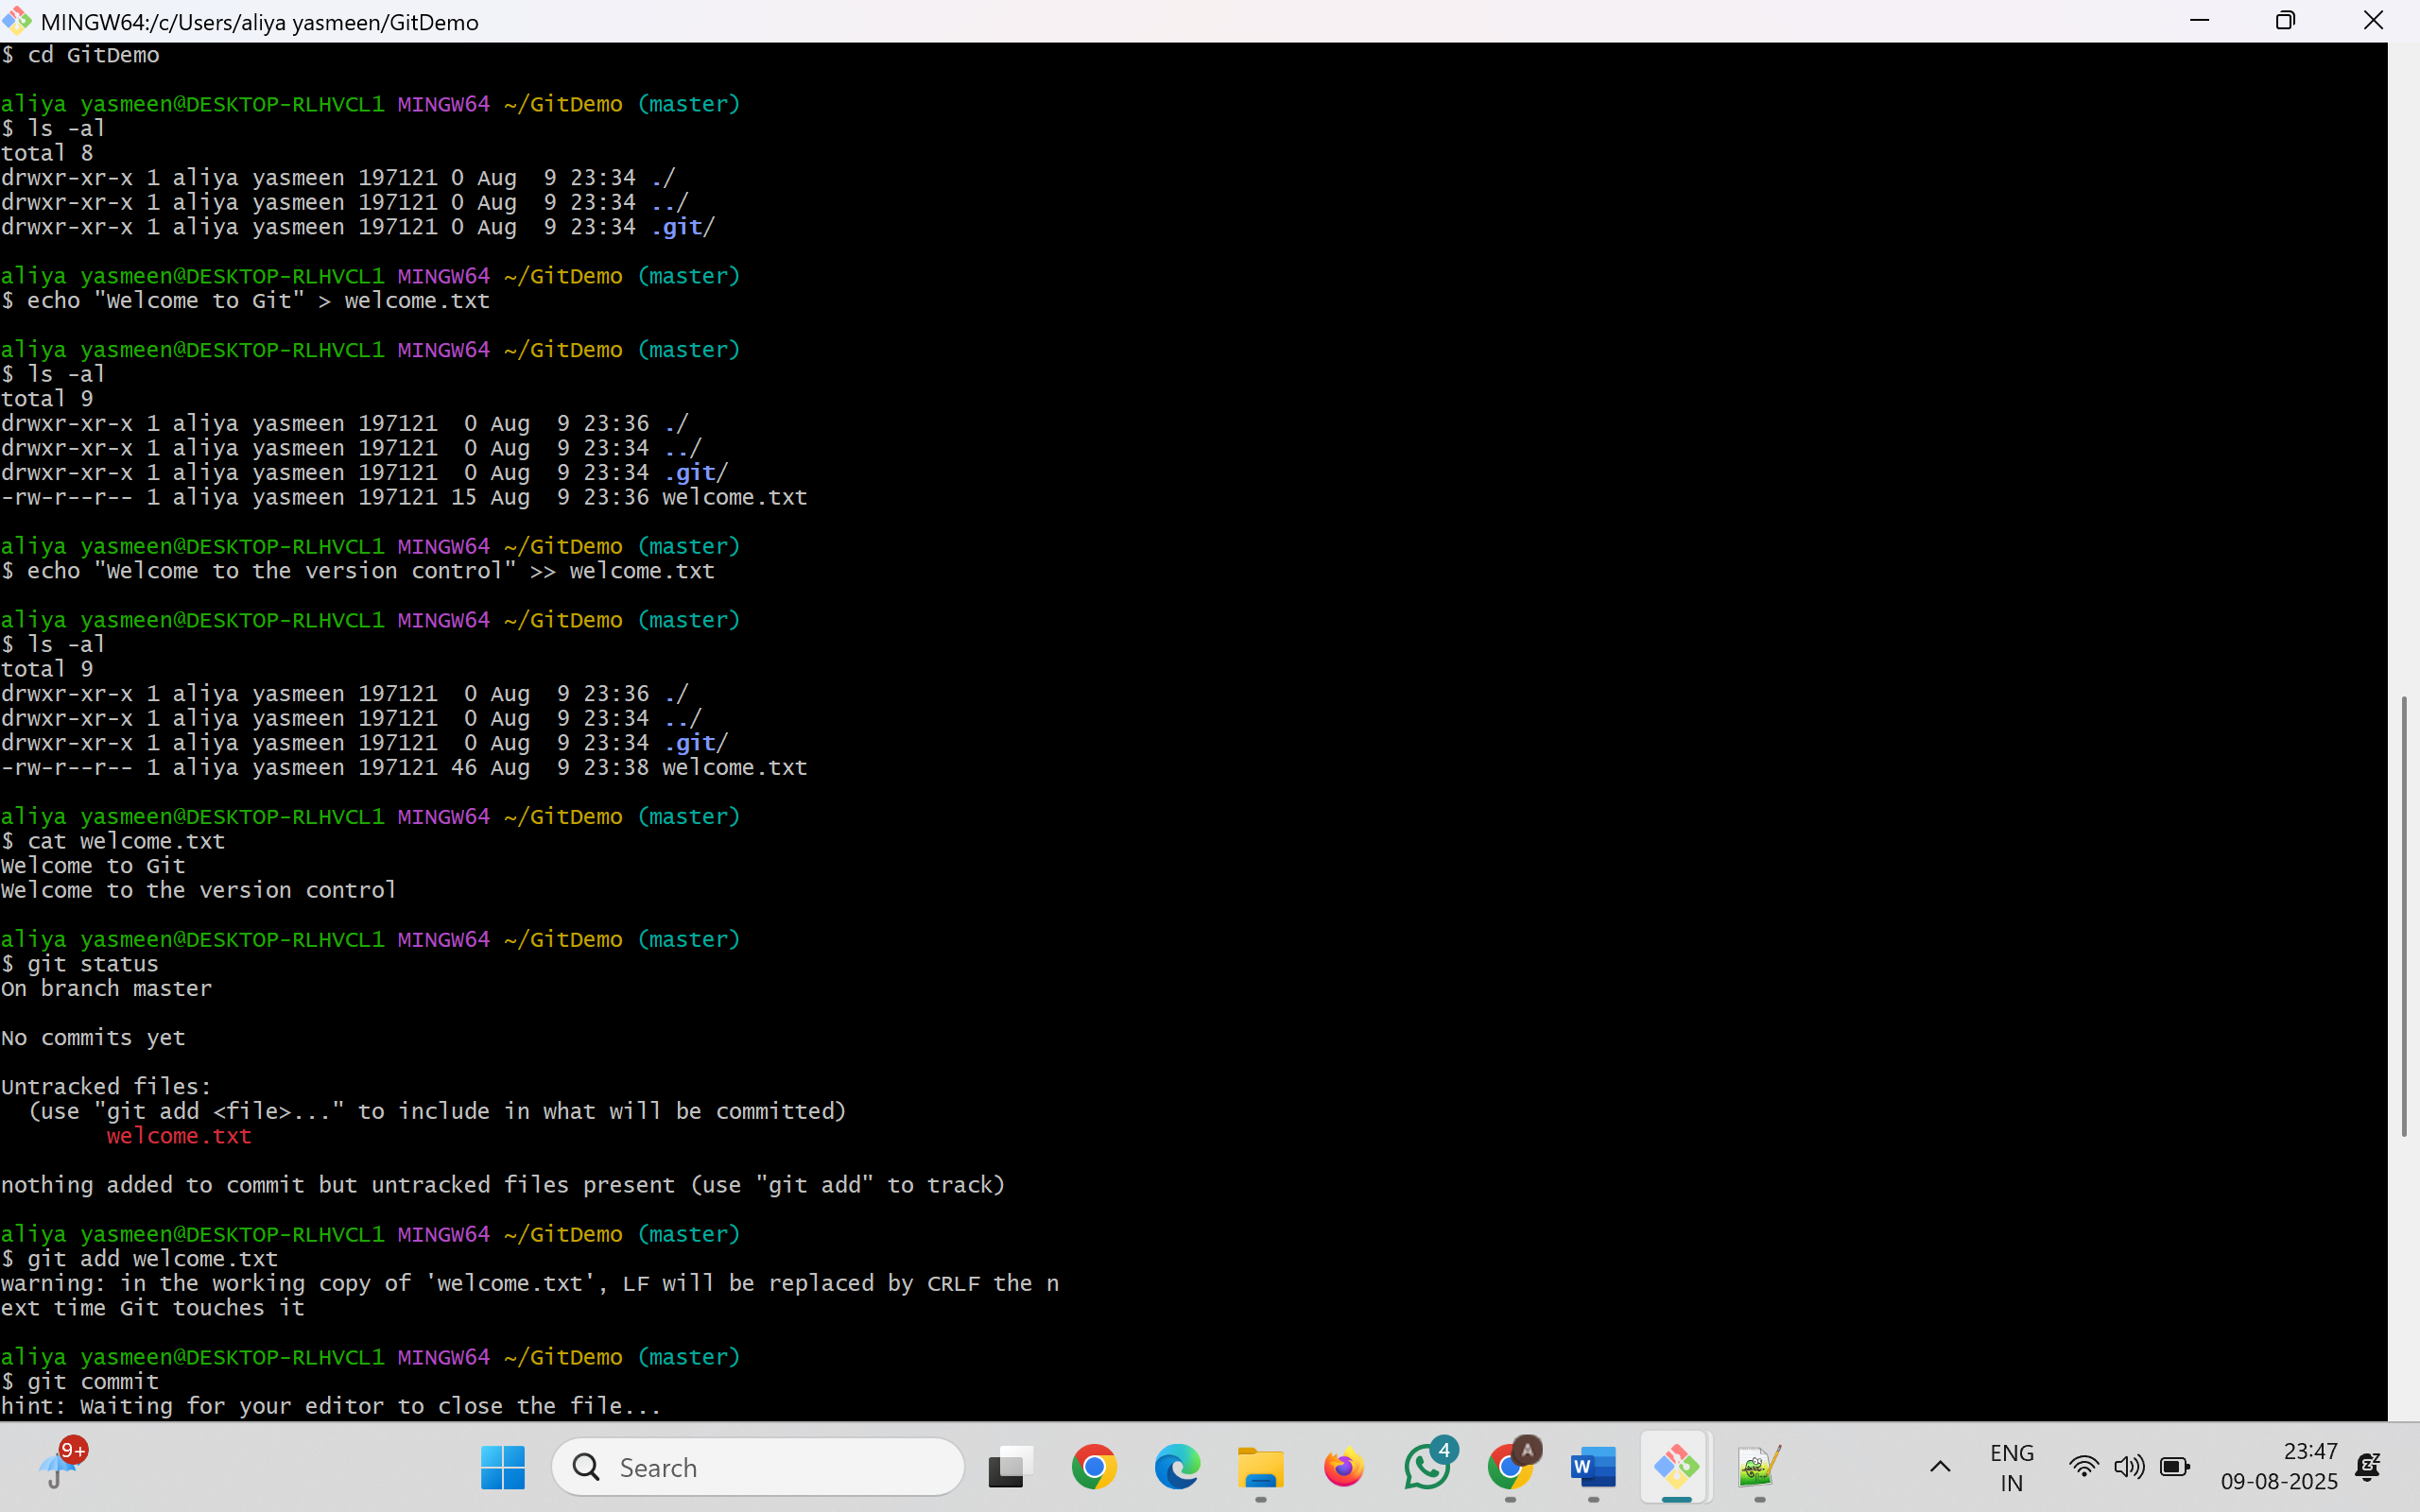 MINGW64:/c/Users/aliya yasmeen/GitDemo
$ cd GitDemo
aliya yasmeen@DESKTOP-RLHVCL1 MINGW64 ~/GitDemo (master)
$ ls -al
total 8
drwxr-xr-x 1 aliya yasmeen 197121 0 Aug  9 23:34 ./
drwxr-xr-x 1 aliya yasmeen 197121 0 Aug  9 23:34 ../
drwxr-xr-x 1 aliya yasmeen 197121 0 Aug  9 23:34 .git/
aliya yasmeen@DESKTOP-RLHVCL1 MINGW64 ~/GitDemo (master)
$ echo "Welcome to Git" > welcome.txt
aliya yasmeen@DESKTOP-RLHVCL1 MINGW64 ~/GitDemo (master)
$ ls -al
total 9
drwxr-xr-x 1 aliya yasmeen 197121  0 Aug  9 23:36 ./
drwxr-xr-x 1 aliya yasmeen 197121  0 Aug  9 23:34 ../
drwxr-xr-x 1 aliya yasmeen 197121  0 Aug  9 23:34 .git/
-rw-r--r-- 1 aliya yasmeen 197121 15 Aug  9 23:36 welcome.txt
aliya yasmeen@DESKTOP-RLHVCL1 MINGW64 ~/GitDemo (master)
$ echo "Welcome to the version control" >> welcome.txt
aliya yasmeen@DESKTOP-RLHVCL1 MINGW64 ~/GitDemo (master)
$ ls -al
total 9
drwxr-xr-x 1 aliya yasmeen 197121  0 Aug  9 23:36 ./
drwxr-xr-x 1 aliya yasmeen 197121  0 Aug  9 23:34 ../
drwxr-xr-x 1 aliya yasmeen 197121  0 Aug  9 23:34 .git/
-rw-r--r-- 1 aliya yasmeen 197121 46 Aug  9 23:38 welcome.txt
aliya yasmeen@DESKTOP-RLHVCL1 MINGW64 ~/GitDemo (master)
$ cat welcome.txt
Welcome to Git
Welcome to the version control
aliya yasmeen@DESKTOP-RLHVCL1 MINGW64 ~/GitDemo (master)
$ git status
On branch master
No commits yet
Untracked files:
  (use "git add <file>..." to include in what will be committed)
        welcome.txt
nothing added to commit but untracked files present (use "git add" to track)
aliya yasmeen@DESKTOP-RLHVCL1 MINGW64 ~/GitDemo (master)
$ git add welcome.txt
warning: in the working copy of 'welcome.txt', LF will be replaced by CRLF the n
ext time Git touches it
aliya yasmeen@DESKTOP-RLHVCL1 MINGW64 ~/GitDemo (master)
$ git commit
hint: Waiting for your editor to close the file...
9+
Search
4
A
W
ENG
IN
23:47
09-08-2025